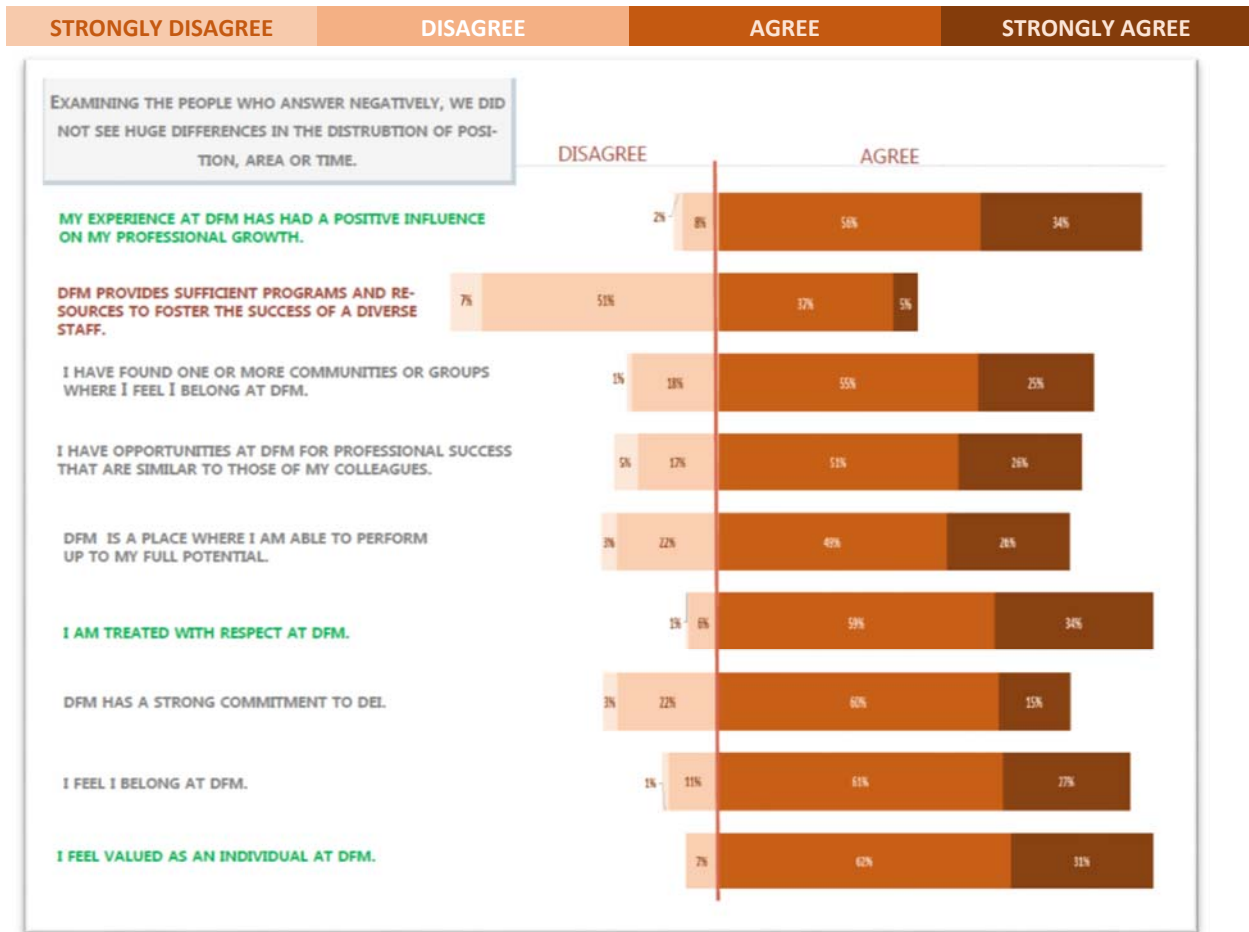 STRONGLY DISAGREE DISAGREE AGREE STRONGLY AGREE
EXAMINING THE PEOPLE WHO ANSWER NEGATIVELY, WE DID
NOT SEE HUGE DIFFERENCES IN THE DISTRUBTION OF POSI-
TION, AREA OR TIME.
DISAGREE AGREE
MY EXPERIENCE AT DFM HAS HAD A POSITIVE INFLUENCE
ON MY PROFESSIONAL GROWTH.
2% 8% 56% 34%
DFM PROVIDES SUFFICIENT PROGRAMS AND RE-
SOURCES TO FOSTER THE SUCCESS OF A DIVERSE
STAFF.
7% 51% 37% 5%
I HAVE FOUND ONE OR MORE COMMUNITIES OR GROUPS
WHERE I FEEL I BELONG AT DFM.
1% 18% 55% 25%
I HAVE OPPORTUNITIES AT DFM FOR PROFESSIONAL SUCCESS
THAT ARE SIMILAR TO THOSE OF MY COLLEAGUES.
5% 17% 51% 26%
DFM IS A PLACE WHERE I AM ABLE TO PERFORM
UP TO MY FULL POTENTIAL.
3% 22% 49% 26%
I AM TREATED WITH RESPECT AT DFM.
1% 6% 59% 34%
DFM HAS A STRONG COMMITMENT TO DEI.
3% 22% 60% 15%
I FEEL I BELONG AT DFM.
1% 11% 61% 27%
I FEEL VALUED AS AN INDIVIDUAL AT DFM.
7% 62% 31%